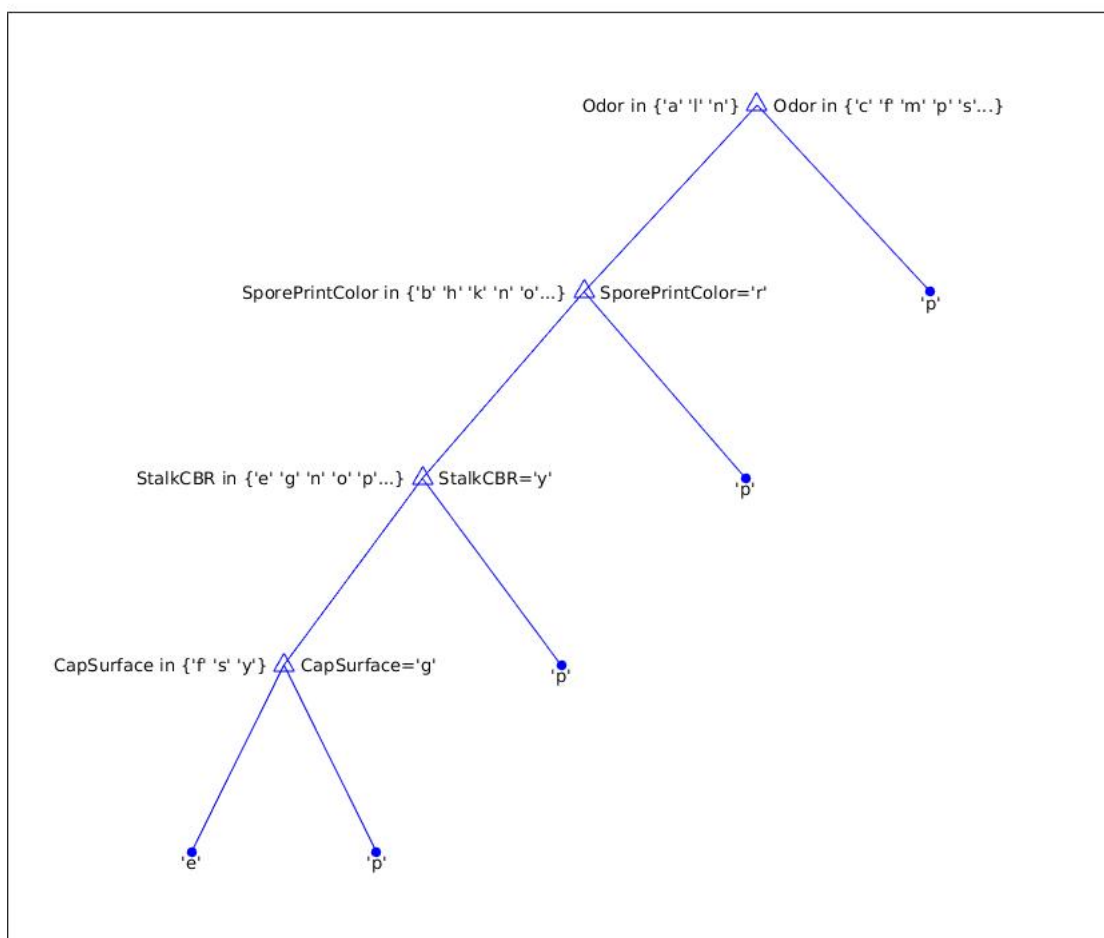 Odor in {'a' 'l' 'n'} Odor in {'c' 'f' 'm' 'p' 's'...}
SporePrintColor in {'b' 'h' 'k' 'n' 'o'...} SporePrintColor='r'
'p'
StalkCBR in {'e' 'g' 'n' 'o' 'p'...} StalkCBR='y'
'p'
CapSurface in {'f' 's' 'y'} CapSurface='g'
'p'
'e' 'p'